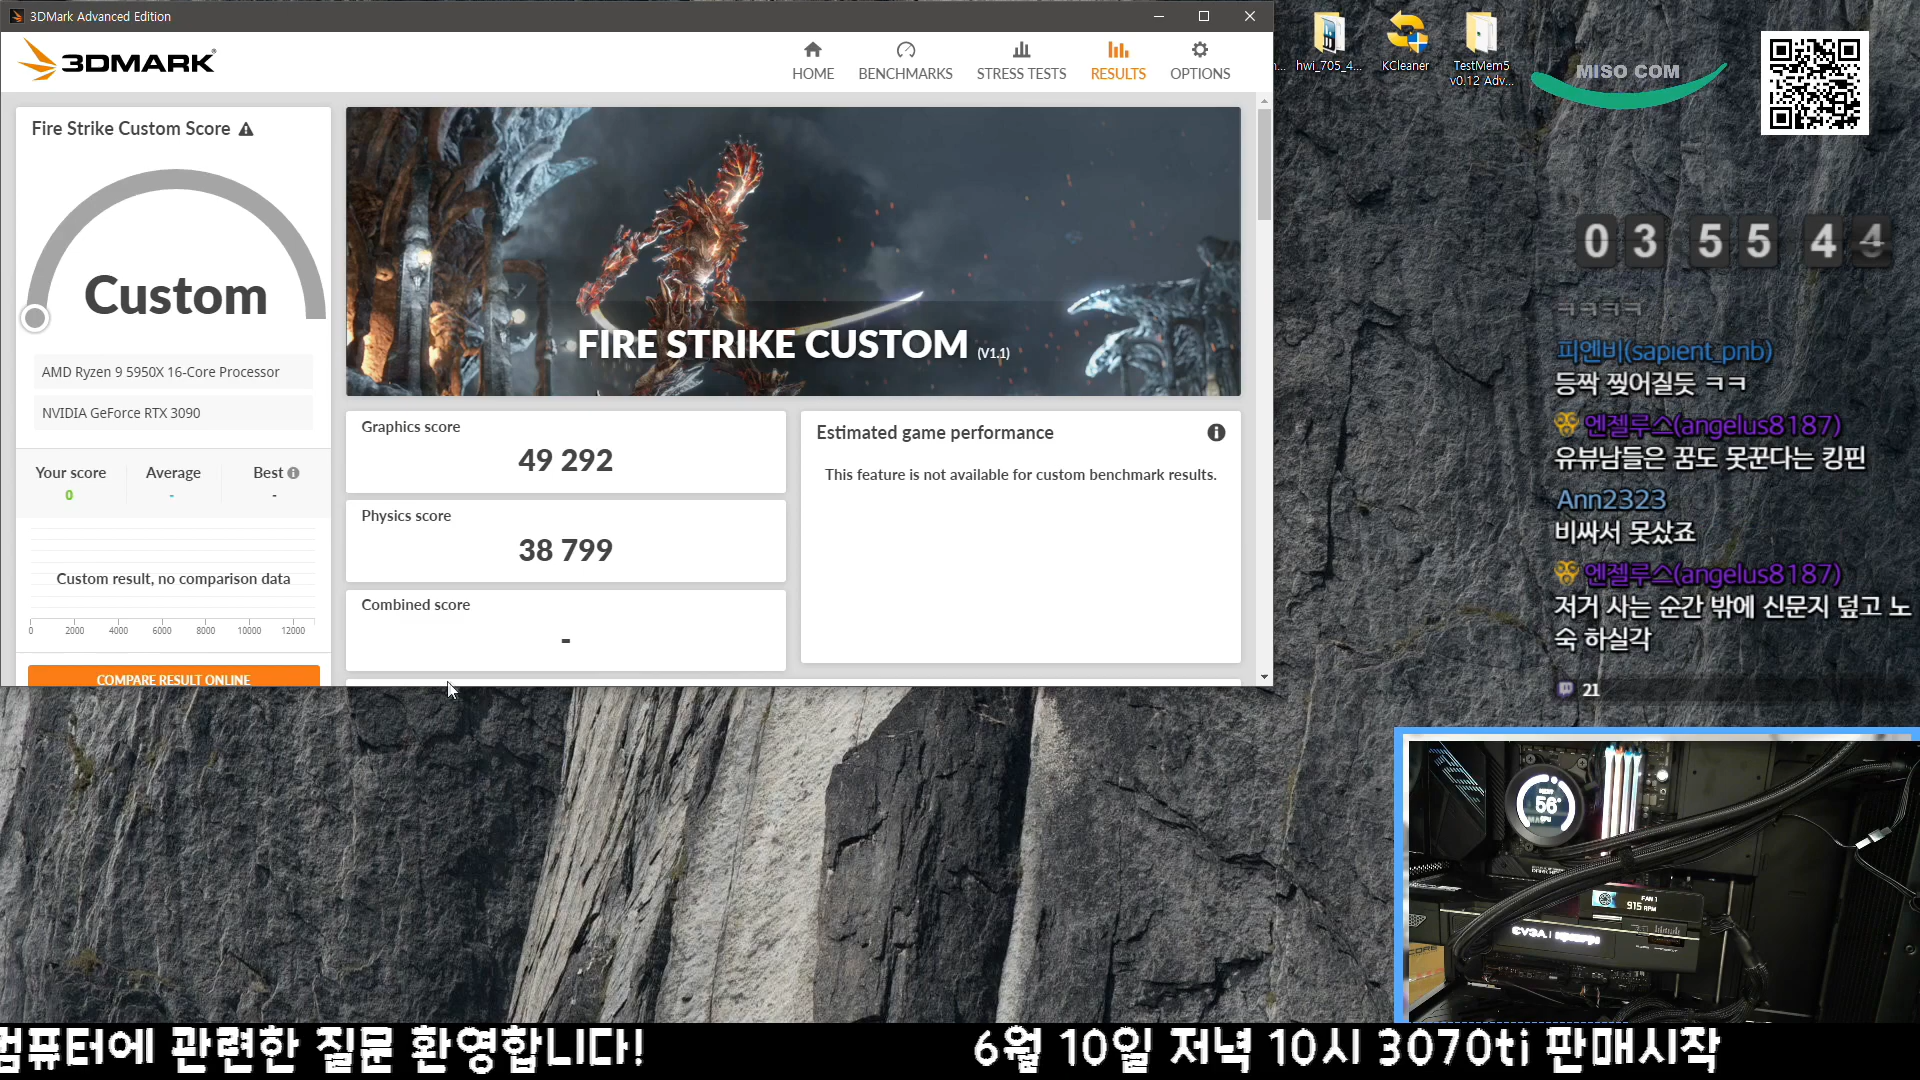 3DMark Advanced Edition
3DMARK
HOME
BENCHMARKS
STRESS TESTS
RESULTS
OPTIONS
Fire Strike Custom Score
Custom
AMD Ryzen 9 5950X 16-Core Processor
NVIDIA GeForce RTX 3090
Your score
Average
Best
0
-
-
Custom result, no comparison data
0 2000 4000 6000 8000 10000 12000
COMPARE RESULT ONLINE
FIRE STRIKE CUSTOM (V1.1)
Graphics score
49 292
Physics score
38 799
Combined score
-
Estimated game performance
This feature is not available for custom benchmark results.
hwi_705_4...
KCleaner
TestMem5
v0.12 Adv...
MISO COM
03 55 44
ㅋㅋㅋㅋ
피엔비(sapient_pnb)
등짝 찢어질듯 ㅋㅋ
엔젤루스(angelus8187)
유뷰남들은 꿈도 못꾼다는 킹핀
Ann2323
비싸서 못샀죠
엔젤루스(angelus8187)
저거 사는 순간 밖에 신문지 덮고 노
숙 하실각
21
56°
FAN 1
915 RPM
EVGA
컴퓨터에 관련한 질문 환영합니다!
6월 10일 저녁 10시 3070ti 판매시작